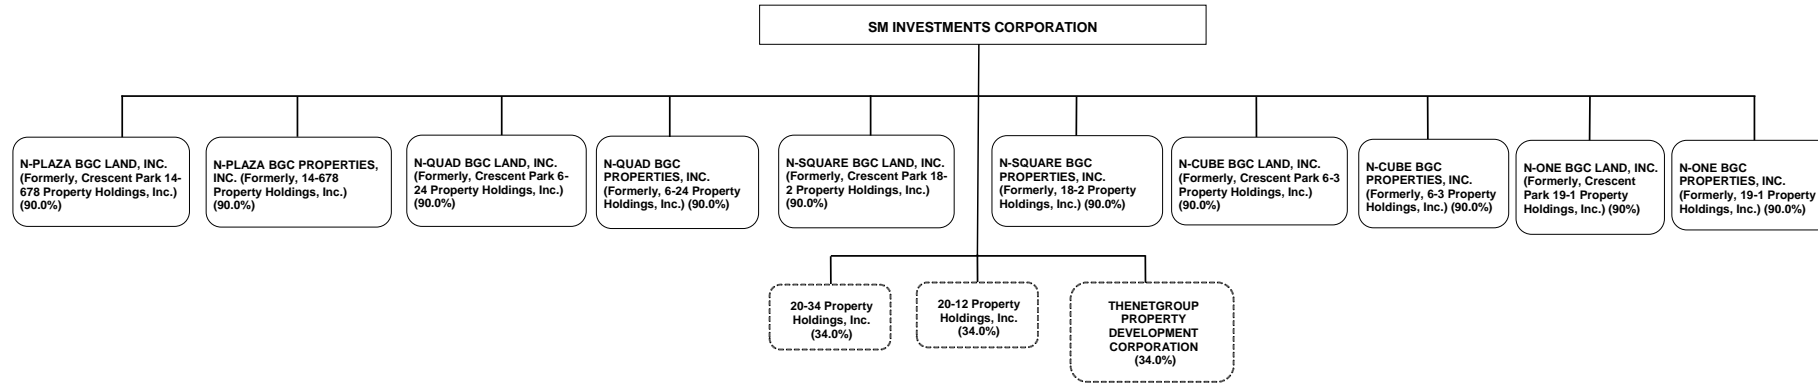 SM INVESTMENTS CORPORATION
N-PLAZA BGC LAND, INC.
(Formerly, Crescent Park 14-
678 Property Holdings, Inc.)
(90.0%)
N-PLAZA BGC PROPERTIES,
INC. (Formerly, 14-678
Property Holdings, Inc.)
(90.0%)
N-QUAD BGC LAND, INC.
(Formerly, Crescent Park 6-
24 Property Holdings, Inc.)
(90.0%)
N-QUAD BGC
PROPERTIES, INC.
(Formerly, 6-24 Property
Holdings, Inc.) (90.0%)
N-SQUARE BGC LAND, INC.
(Formerly, Crescent Park 18-
2 Property Holdings, Inc.)
(90.0%)
N-SQUARE BGC
PROPERTIES, INC.
(Formerly, 18-2 Property
Holdings, Inc.) (90.0%)
N-CUBE BGC LAND, INC.
(Formerly, Crescent Park 6-3
Property Holdings, Inc.)
(90.0%)
N-CUBE BGC
PROPERTIES, INC.
(Formerly, 6-3 Property
Holdings, Inc.) (90.0%)
N-ONE BGC LAND, INC.
(Formerly, Crescent
Park 19-1 Property
Holdings, Inc.) (90%)
N-ONE BGC
PROPERTIES, INC.
(Formerly, 19-1 Property
Holdings, Inc.) (90.0%)
20-34 Property
Holdings, Inc.
(34.0%)
20-12 Property
Holdings, Inc.
(34.0%)
THENETGROUP
PROPERTY
DEVELOPMENT
CORPORATION
(34.0%)